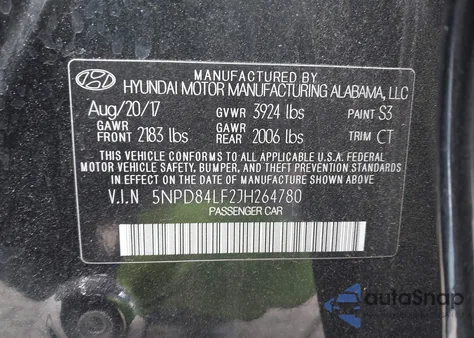 MANUFACTURED BY
HYUNDAI MOTOR MANUFACTURING ALABAMA, LLC
Aug/20/17 GVWR 3924 lbs PAINT S3
GAWR FRONT 2183 lbs GAWR REAR 2006 lbs TRIM CT
THIS VEHICLE CONFORMS TO ALL APPLICABLE U.S.A. FEDERAL
MOTOR VEHICLE SAFETY, BUMPER, AND THEFT PREVENTION STANDARDS
IN EFFECT ON THE DATE OF MANUFACTURE SHOWN ABOVE.
V.I.N 5NPD84LF2JH264780
PASSENGER CAR
autoSnap